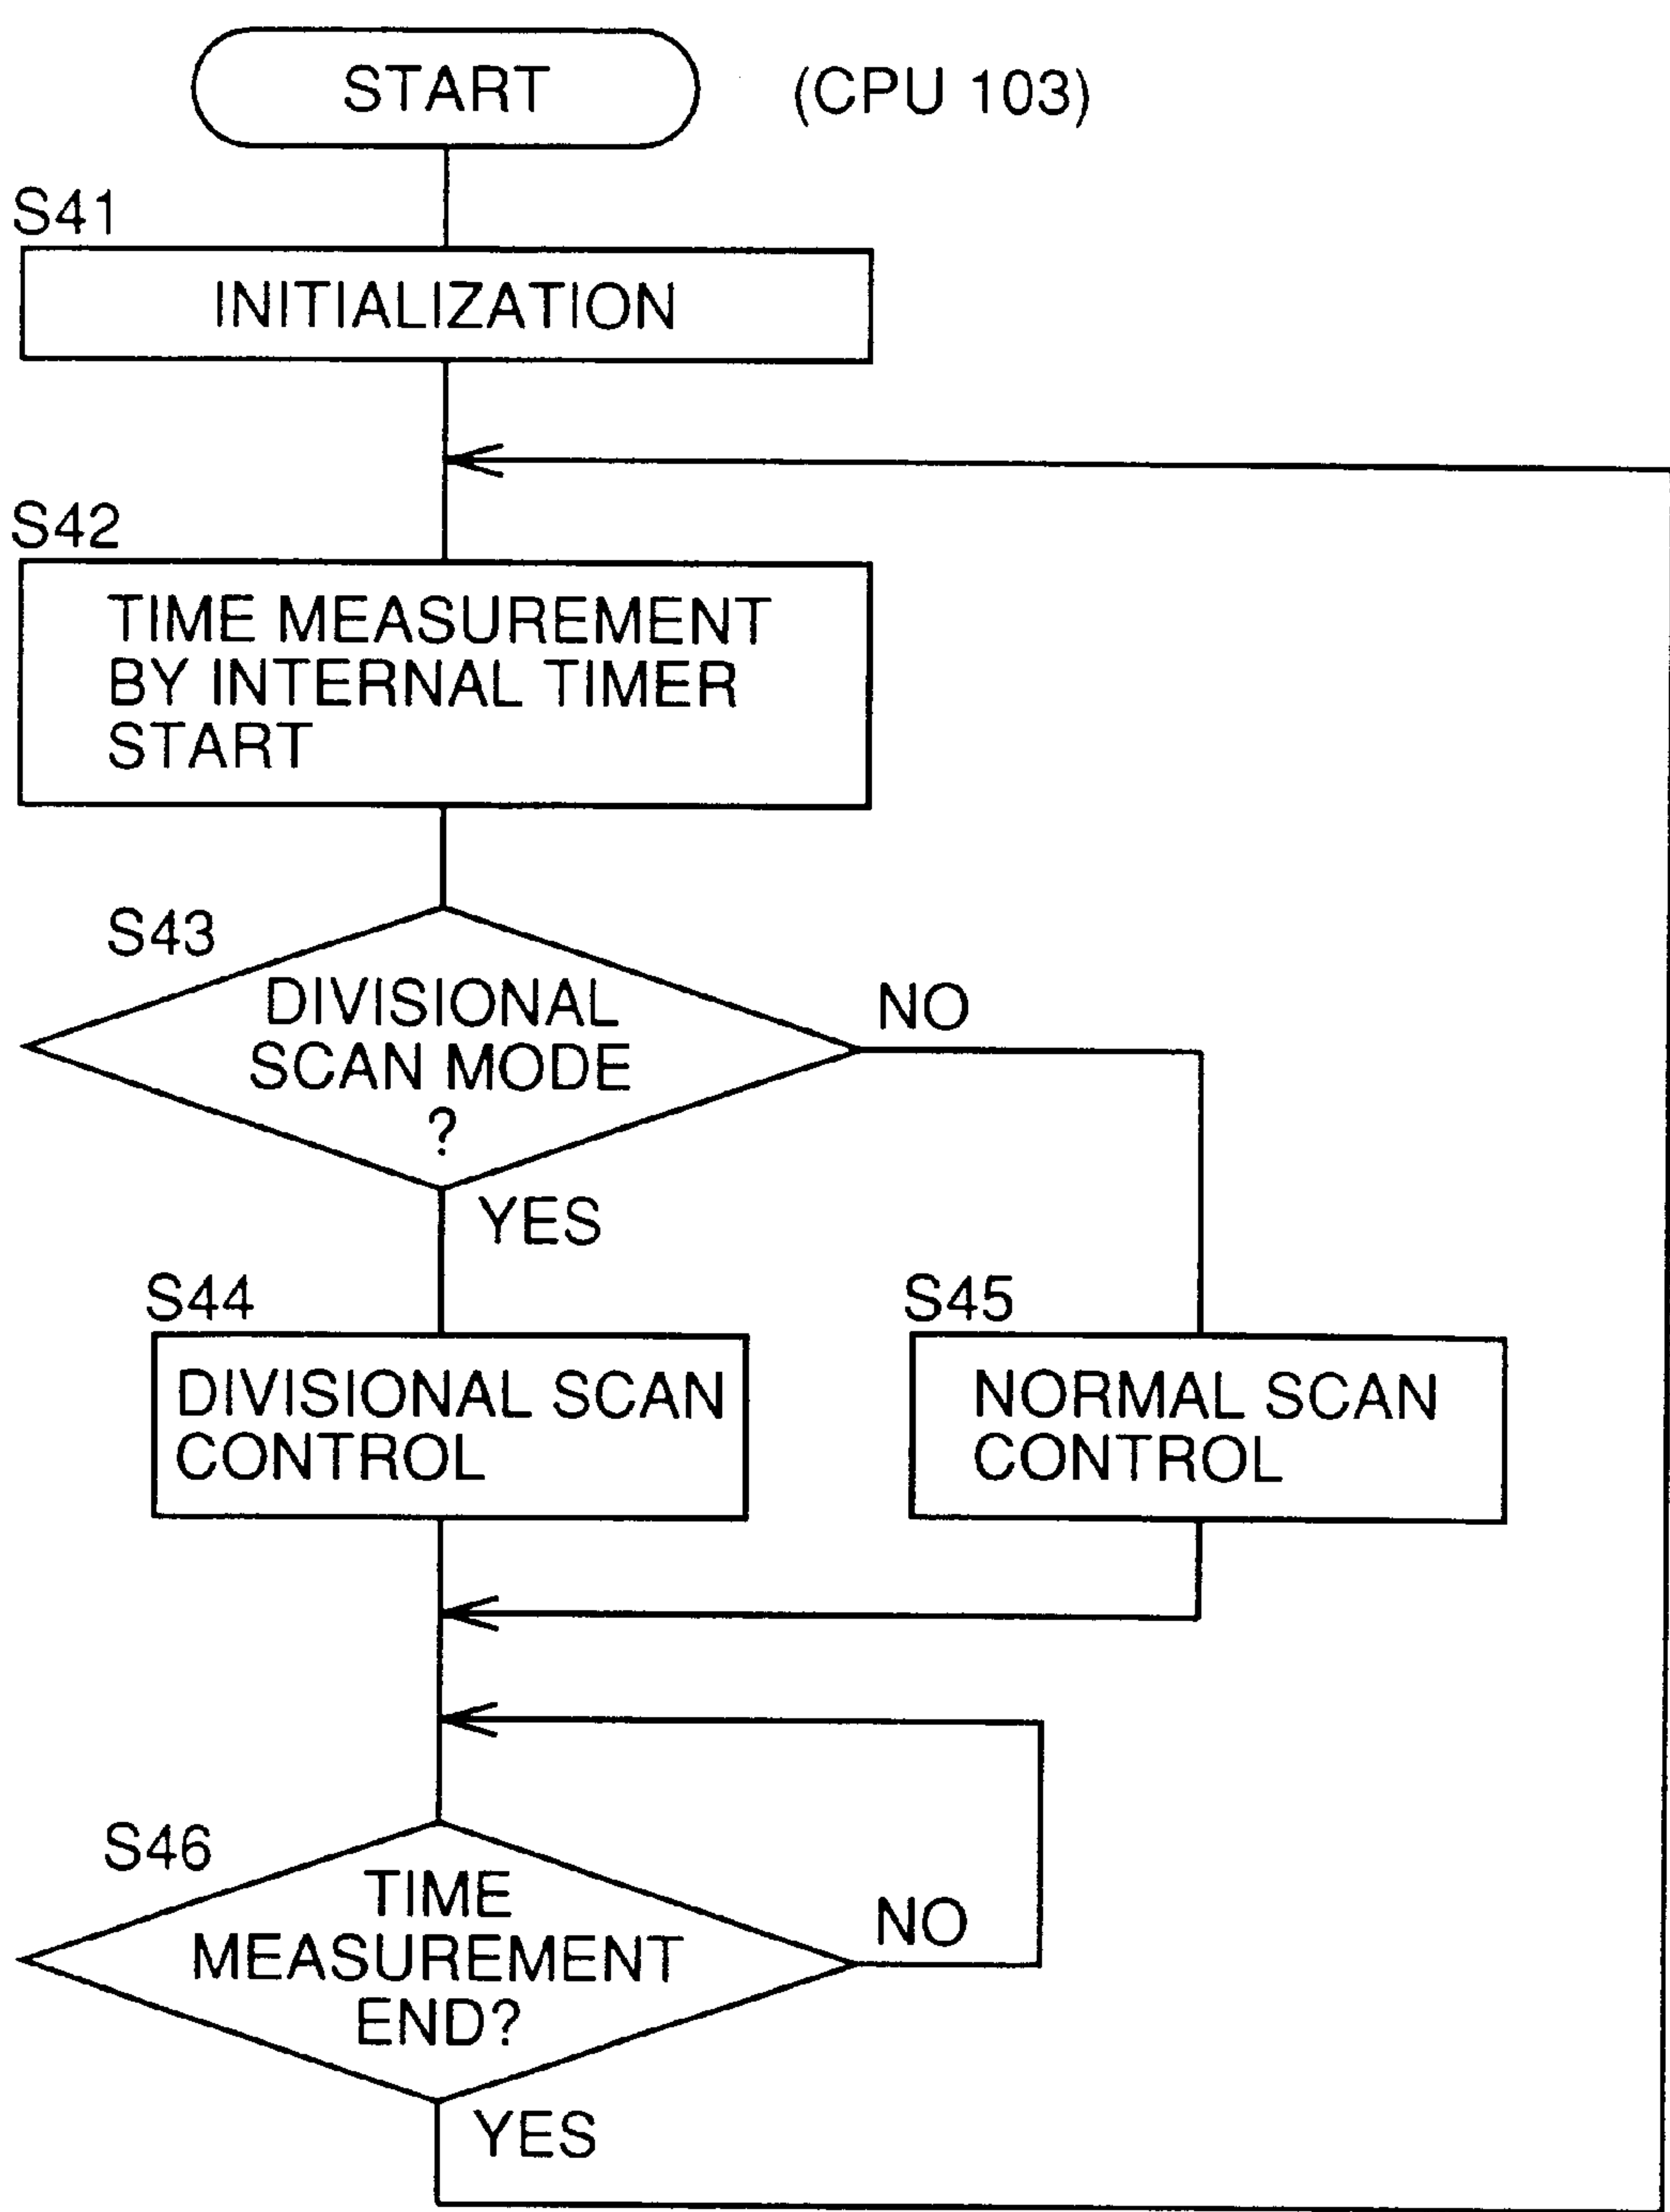 START
(CPU 103)
S41
INITIALIZATION
S42
TIME MEASUREMENT
BY INTERNAL TIMER
START
S43
DIVISIONAL
SCAN MODE
?
NO
YES
S44
DIVISIONAL SCAN
CONTROL
S45
NORMAL SCAN
CONTROL
S46
TIME
MEASUREMENT
END?
NO
YES